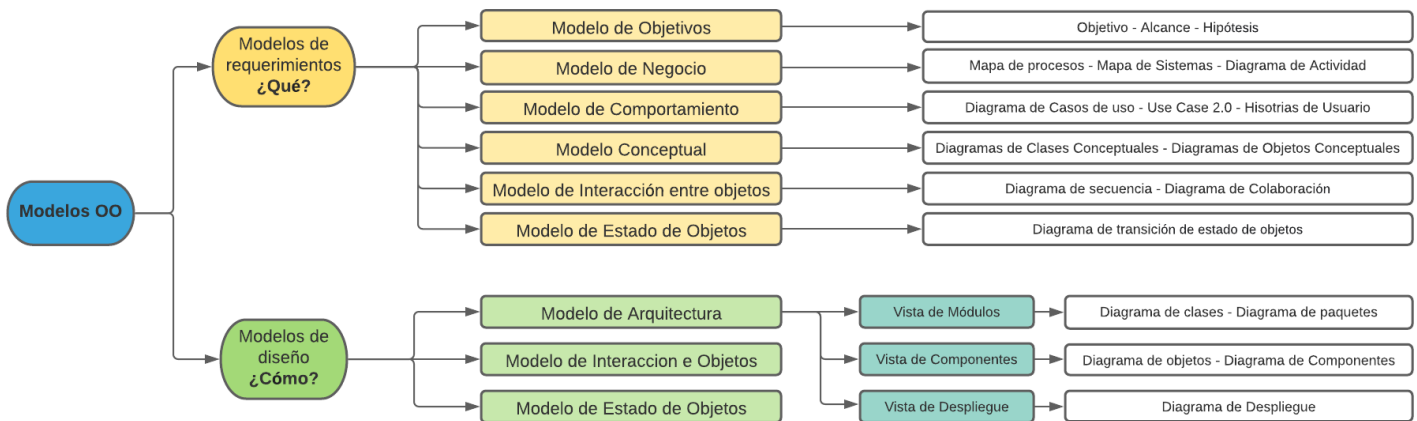 Modelos OO
Modelos de
requerimientos
¿Qué?
Modelo de Objetivos
Objetivo - Alcance - Hipótesis
Modelo de Negocio
Mapa de procesos - Mapa de Sistemas - Diagrama de Actividad
Modelo de Comportamiento
Diagrama de Casos de uso - Use Case 2.0 - Hisotrias de Usuario
Modelo Conceptual
Diagramas de Clases Conceptuales - Diagramas de Objetos Conceptuales
Modelo de Interacción entre objetos
Diagrama de secuencia - Diagrama de Colaboración
Modelo de Estado de Objetos
Diagrama de transición de estado de objetos
Modelos de
diseño
¿Cómo?
Modelo de Arquitectura
Vista de Módulos
Diagrama de clases - Diagrama de paquetes
Modelo de Interaccion e Objetos
Vista de Componentes
Diagrama de objetos - Diagrama de Componentes
Modelo de Estado de Objetos
Vista de Despliegue
Diagrama de Despliegue